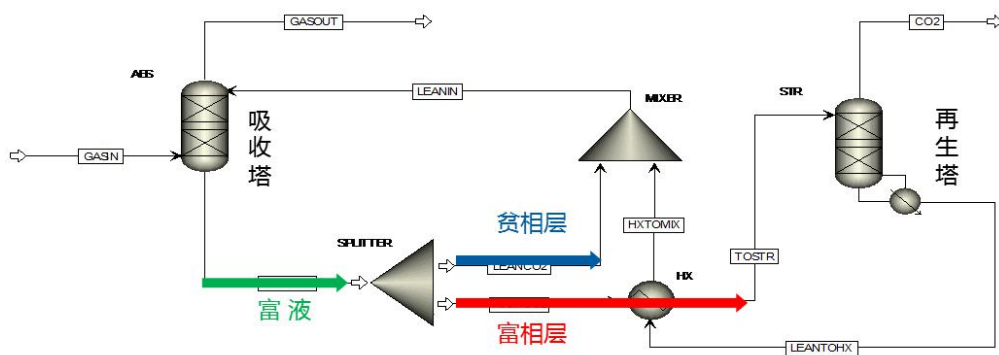 GASOUT
CO2
ABS
LEANIN
MIXER
STR
吸收塔
再生塔
GASIN
贫相层
HXTOMIX
SPLITTER
LEANCO2
TOSTR
HX
富液
富相层
LEANTOHX